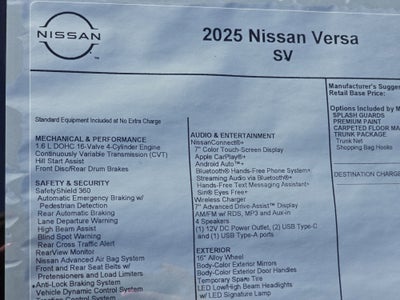 NISSAN
2025 Nissan Versa
SV
Standard Equipment Included at No Extra Charge
MECHANICAL & PERFORMANCE
1.6 L DOHC 16-Valve 4-Cylinder Engine
Continuously Variable Transmission (CVT)
Hill Start Assist
Front Disc/Rear Drum Brakes
SAFETY & SECURITY
SafetyShield 360
Automatic Emergency Braking w/
Pedestrian Detection
Rear Automatic Braking
Lane Departure Warning
High Beam Assist
Blind Spot Warning
Rear Cross Traffic Alert
RearView Monitor
Nissan Advanced Air Bag System
Front and Rear Seat Belts w/
Pretensioners and Load Limiters
Anti-Lock Braking System
Vehicle Dynamic Control System
Traction Control System
AUDIO & ENTERTAINMENT
NissanConnect®+
7" Color Touch-Screen Display
Apple CarPlay®+
Android Auto™+
Bluetooth® Hands-Free Phone System+
Streaming Audio via Bluetooth®+
Hands-Free Text Messaging Assistant+
Siri® Eyes Free+
Wireless Charger
7" Advanced Drive-Assist™ Display
AM/FM w/ RDS, MP3 and Aux-in
4 Speakers
(1) 12V DC Power Outlet, (2) USB Type-C
and (1) USB Type-A ports
EXTERIOR
16" Alloy Wheel
Body-Color Exterior Mirrors
Body-Color Exterior Door Handles
Temporary Spare Tire
LED Low/High Beam Headlights
w/ LED Signature Lamp
Manufacturer's Sugge
Retail Base Price:
Options Included by M
SPLASH GUARDS
PREMIUM PAINT
CARPETED FLOOR MA
TRUNK PACKAGE
Trunk Net
Shopping Bag Hooks
DESTINATION CHARGE